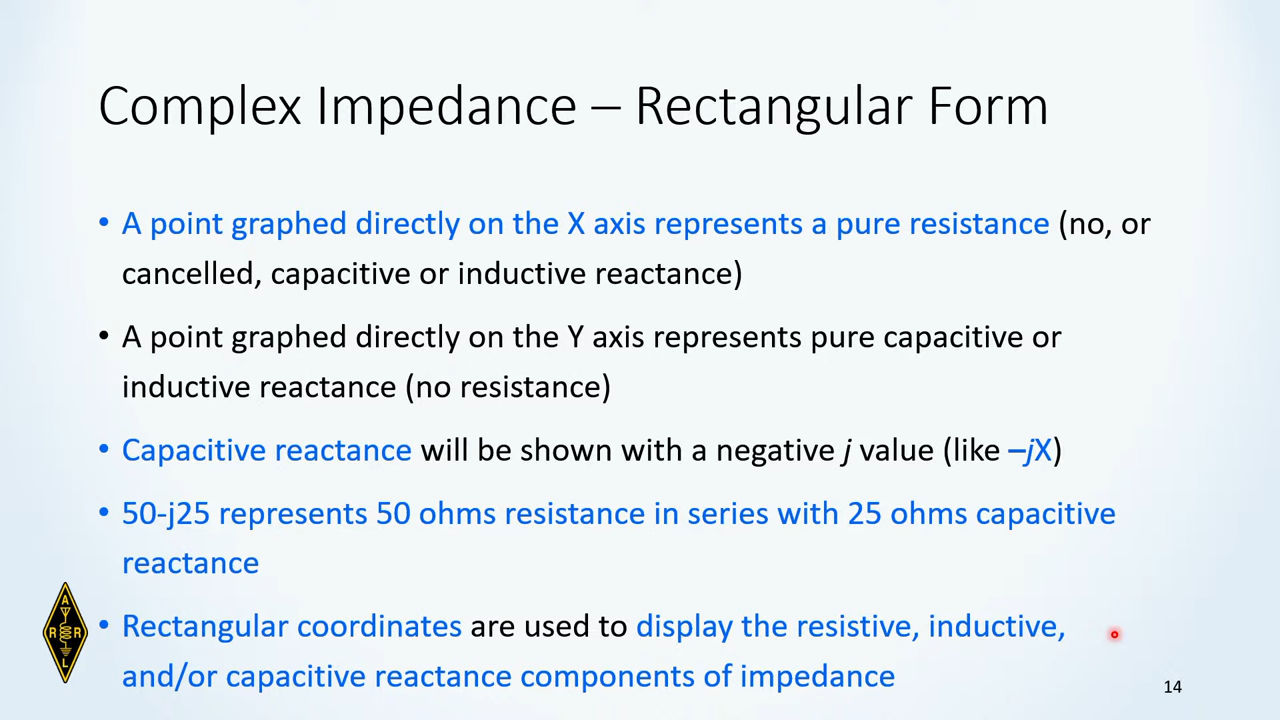 Complex Impedance – Rectangular Form
• A point graphed directly on the X axis represents a pure resistance (no, or
cancelled, capacitive or inductive reactance)
• A point graphed directly on the Y axis represents pure capacitive or
inductive reactance (no resistance)
• Capacitive reactance will be shown with a negative j value (like –jX)
• 50-j25 represents 50 ohms resistance in series with 25 ohms capacitive
reactance
• Rectangular coordinates are used to display the resistive, inductive,
and/or capacitive reactance components of impedance
A
R R
L
14